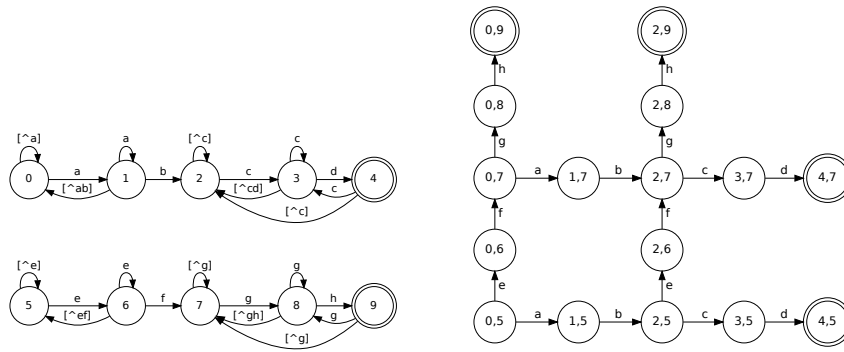 [^a] a [^c] c
0 a 1 b 2 c 3 d 4
[^ab] [^cd] c
[^c]
[^e] e [^g] g
5 e 6 f 7 g 8 h 9
[^ef] [^gh] g
[^g]
0,9 2,9
h h
0,8 2,8
g g
0,7 a 1,7 b 2,7 c 3,7 d 4,7
f f
0,6 2,6
e e
0,5 a 1,5 b 2,5 c 3,5 d 4,5